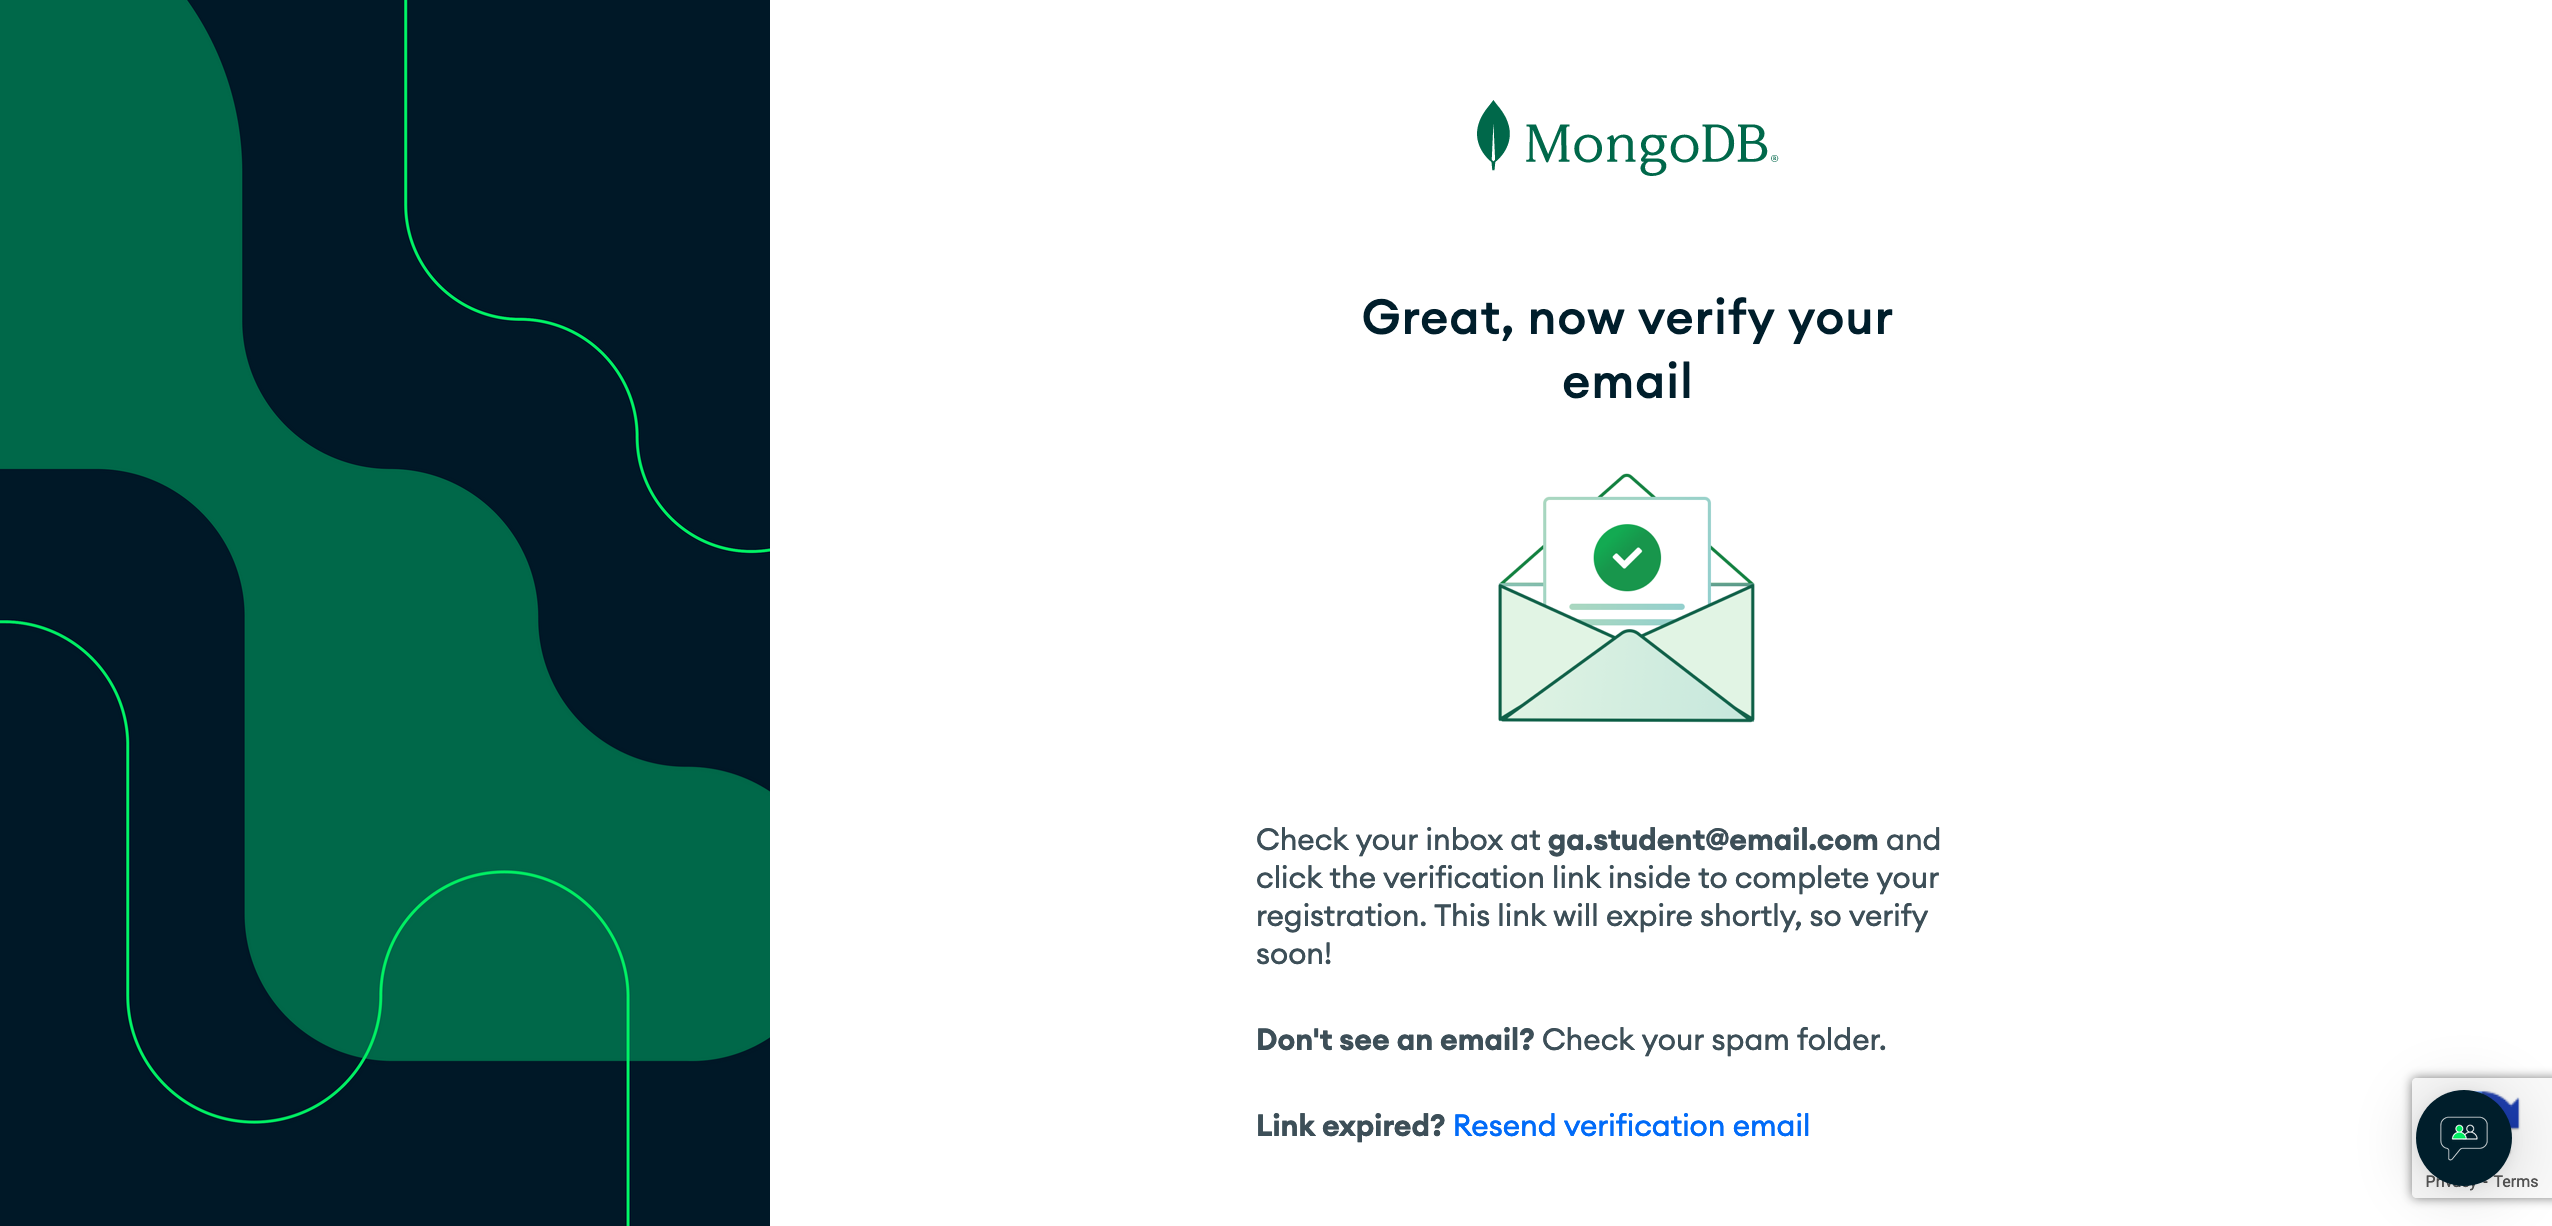 MongoDB®
Great, now verify your
email
Check your inbox at ga.student@email.com and
click the verification link inside to complete your
registration. This link will expire shortly, so verify
soon!
Don't see an email? Check your spam folder.
Link expired? Resend verification email
Privacy - Terms